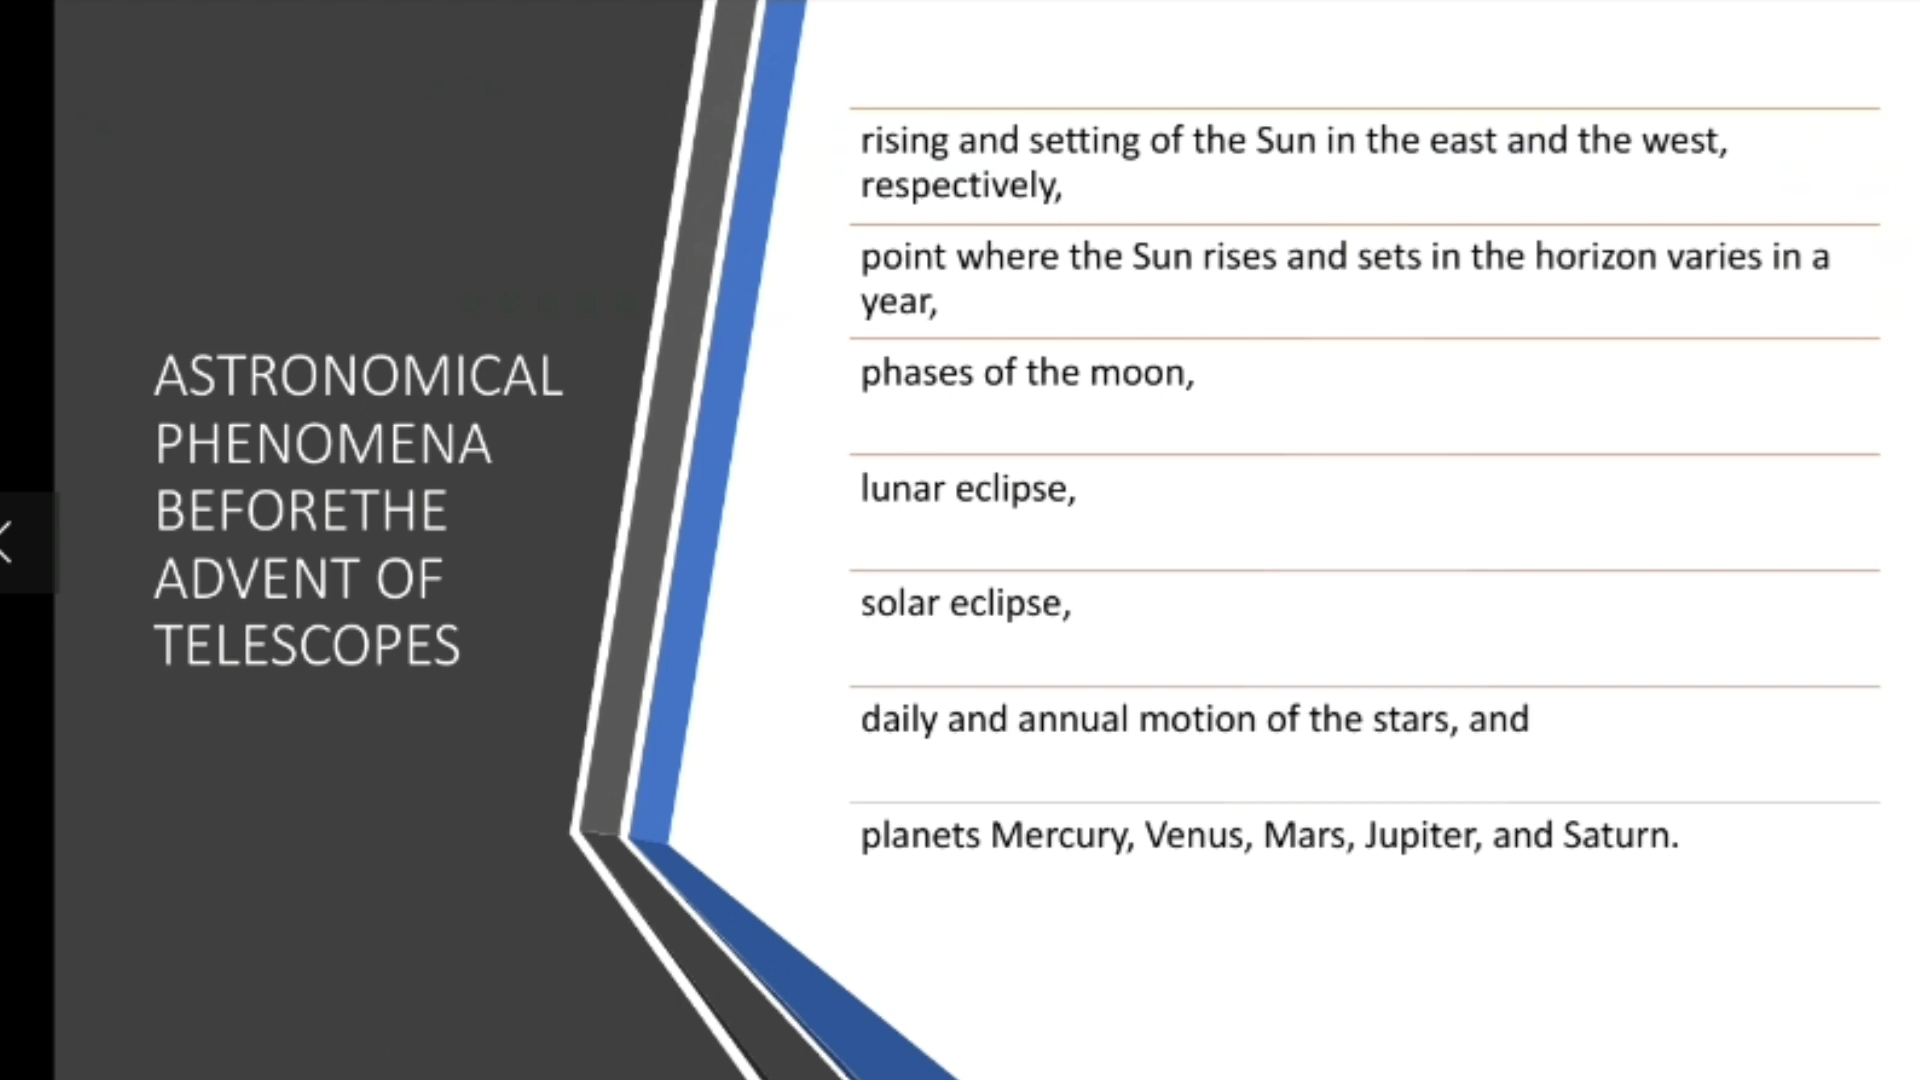 ASTRONOMICAL
PHENOMENA
BEFORETHE
ADVENT OF
TELESCOPES
rising and setting of the Sun in the east and the west,
respectively,
point where the Sun rises and sets in the horizon varies in a
year,
phases of the moon,
lunar eclipse,
solar eclipse,
daily and annual motion of the stars, and
planets Mercury, Venus, Mars, Jupiter, and Saturn.